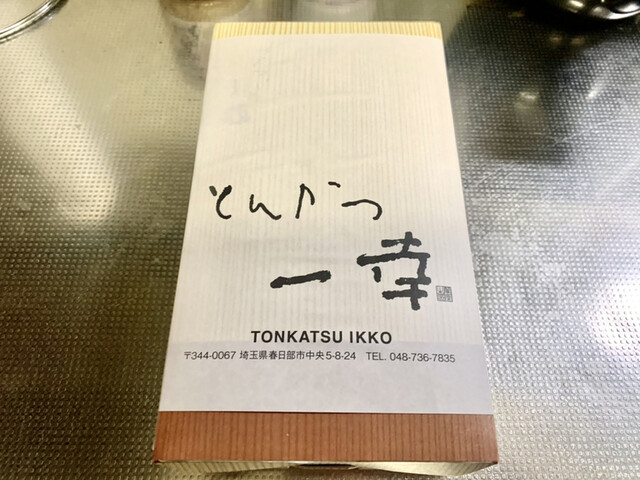 とんかつ
一幸
TONKATSU IKKO
〒344-0067 埼玉県春日部市中央5-8-24 TEL. 048-736-7835